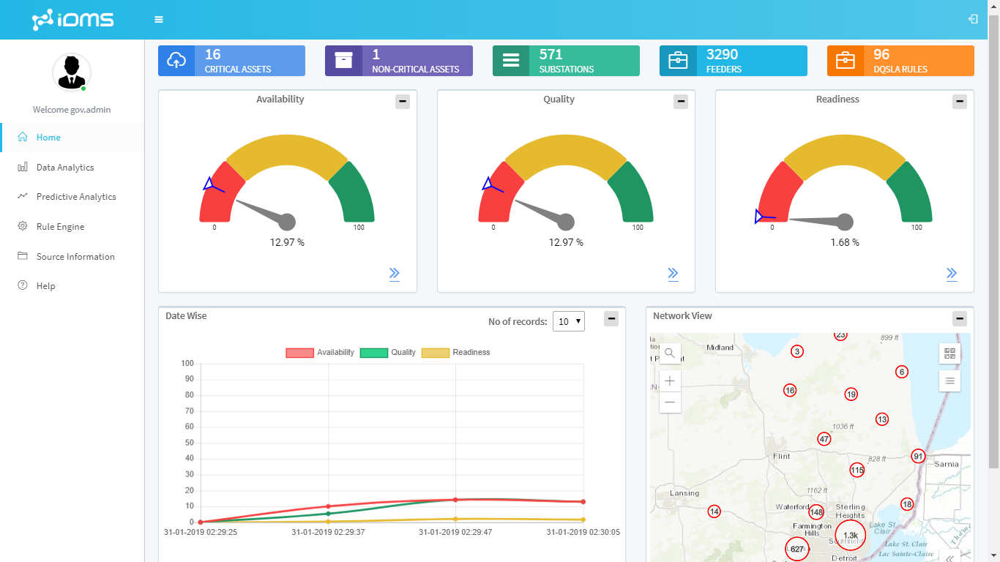 iDMS
Welcome gov.admin
Home
Data Analytics
Predictive Analytics
Rule Engine
Source Information
Help
16
CRITICAL ASSETS
1
NON-CRITICAL ASSETS
571
SUBSTATIONS
3290
FEEDERS
96
DQSLA RULES
Availability
0
100
12.97 %
Quality
0
100
12.97 %
Readiness
0
100
1.68 %
Date Wise
No of records: 10
Availability Quality Readiness
100
90
80
70
60
50
40
30
20
10
0
31-01-2019 02:29:25 31-01-2019 02:29:37 31-01-2019 02:29:47 31-01-2019 02:30:05
Network View
23
899 ft
Midland
3
6
16
19
13
1036 ft
47
Flint
828 ft
91
Sarnia
115
1162 ft
Lansing
14
Waterford
148
Sterling
Heights
18
Farmington
Hills
Lake St.
Clair
1.3k
Southfield
627
Lake St. Clair
Lac Sainte-Claire
Detroit